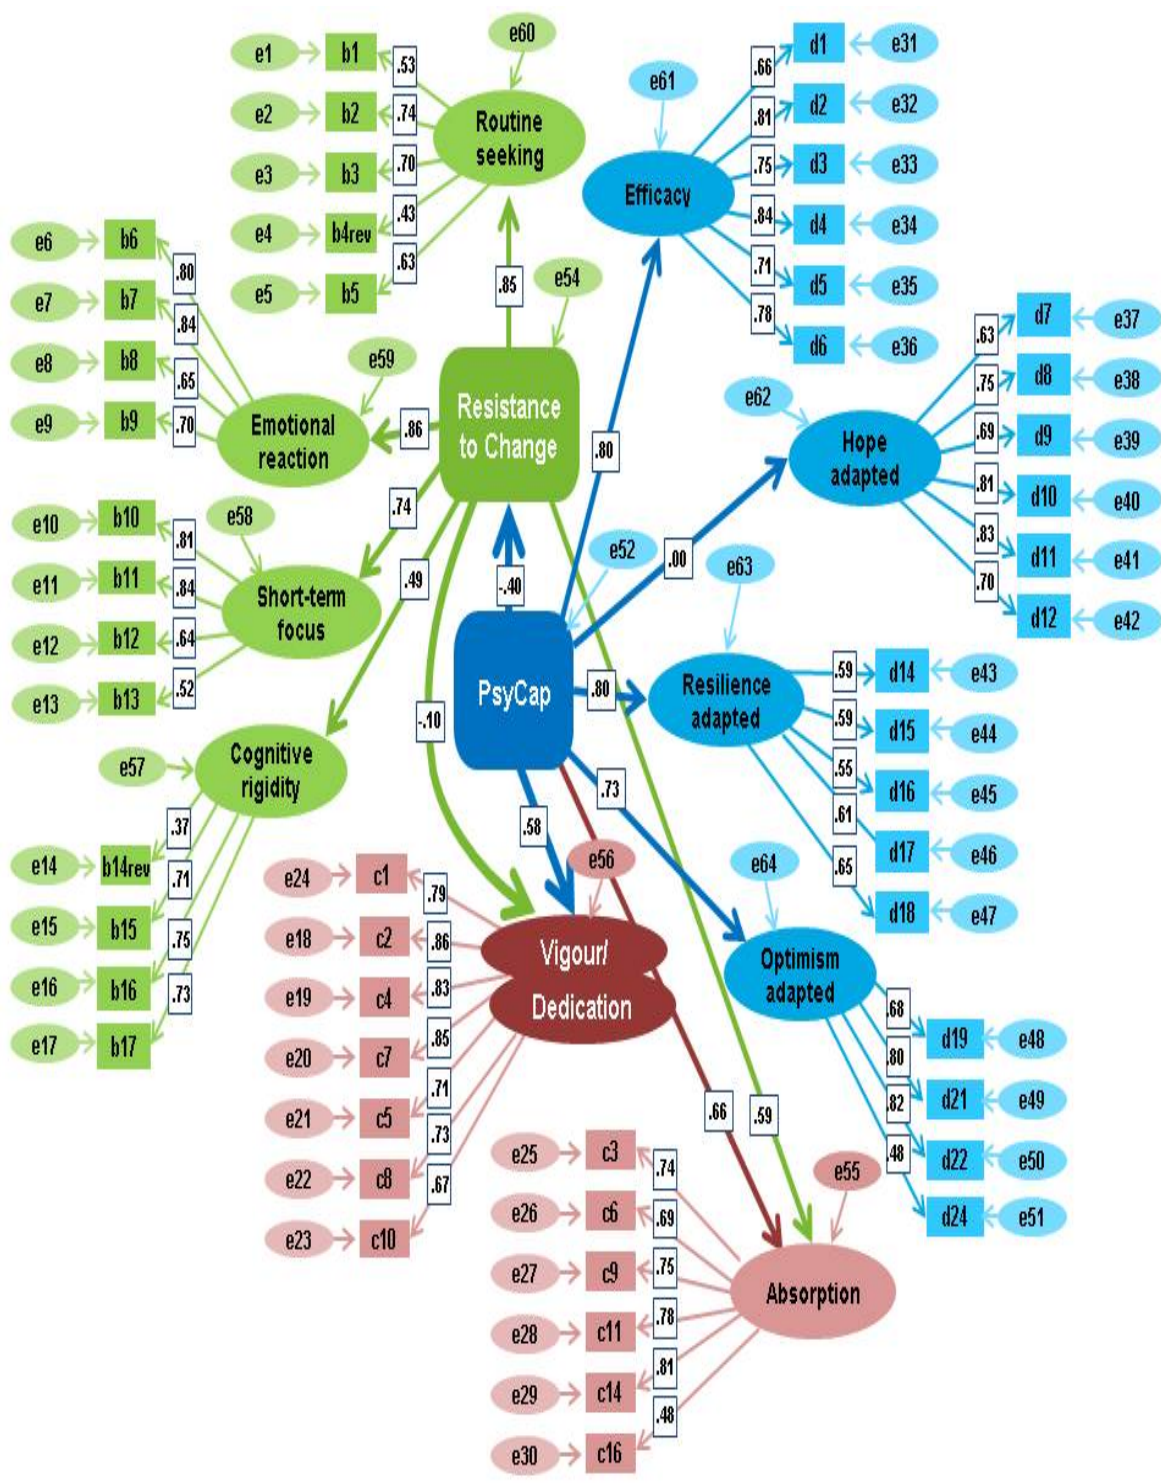 e1
b1
.53
e60
e2
b2
.74
Routine
seeking
e3
b3
.70
e4
b4rev
.43
e5
b5
.63
.85
e54
e61
Efficacy
.66
d1
e31
.81
d2
e32
.75
d3
e33
.84
d4
e34
.71
d5
e35
.78
d6
e36
e6
b6
.80
e7
b7
.84
e8
b8
.65
e9
b9
.70
e59
Emotional
reaction
.86
Resistance
to Change
.80
e62
Hope
adapted
.00
.63
d7
e37
.75
d8
e38
.69
d9
e39
.81
d10
e40
.83
d11
e41
.70
d12
e42
e10
b10
.81
e11
b11
.84
e12
b12
.64
e13
b13
.52
e58
Short-term
focus
.74
.49
-.40
e52
PsyCap
-.10
.58
.80
.73
e63
Resilience
adapted
.59
d14
e43
.59
d15
e44
.55
d16
e45
.61
d17
e46
.65
d18
e47
e57
Cognitive
rigidity
e14
b14rev
.37
e15
b15
.71
e16
b16
.75
e17
b17
.73
e24
c1
.79
e18
c2
.86
e19
c4
.83
e20
c7
.85
e21
c5
.71
e22
c8
.73
e23
c10
.67
e56
Vigour/
Dedication
e64
Optimism
adapted
.68
d19
e48
.80
d21
e49
.82
d22
e50
.48
d24
e51
.66
.59
e25
c3
.74
e26
c6
.69
e27
c9
.75
e28
c11
.78
e29
c14
.81
e30
c16
.48
e55
Absorption